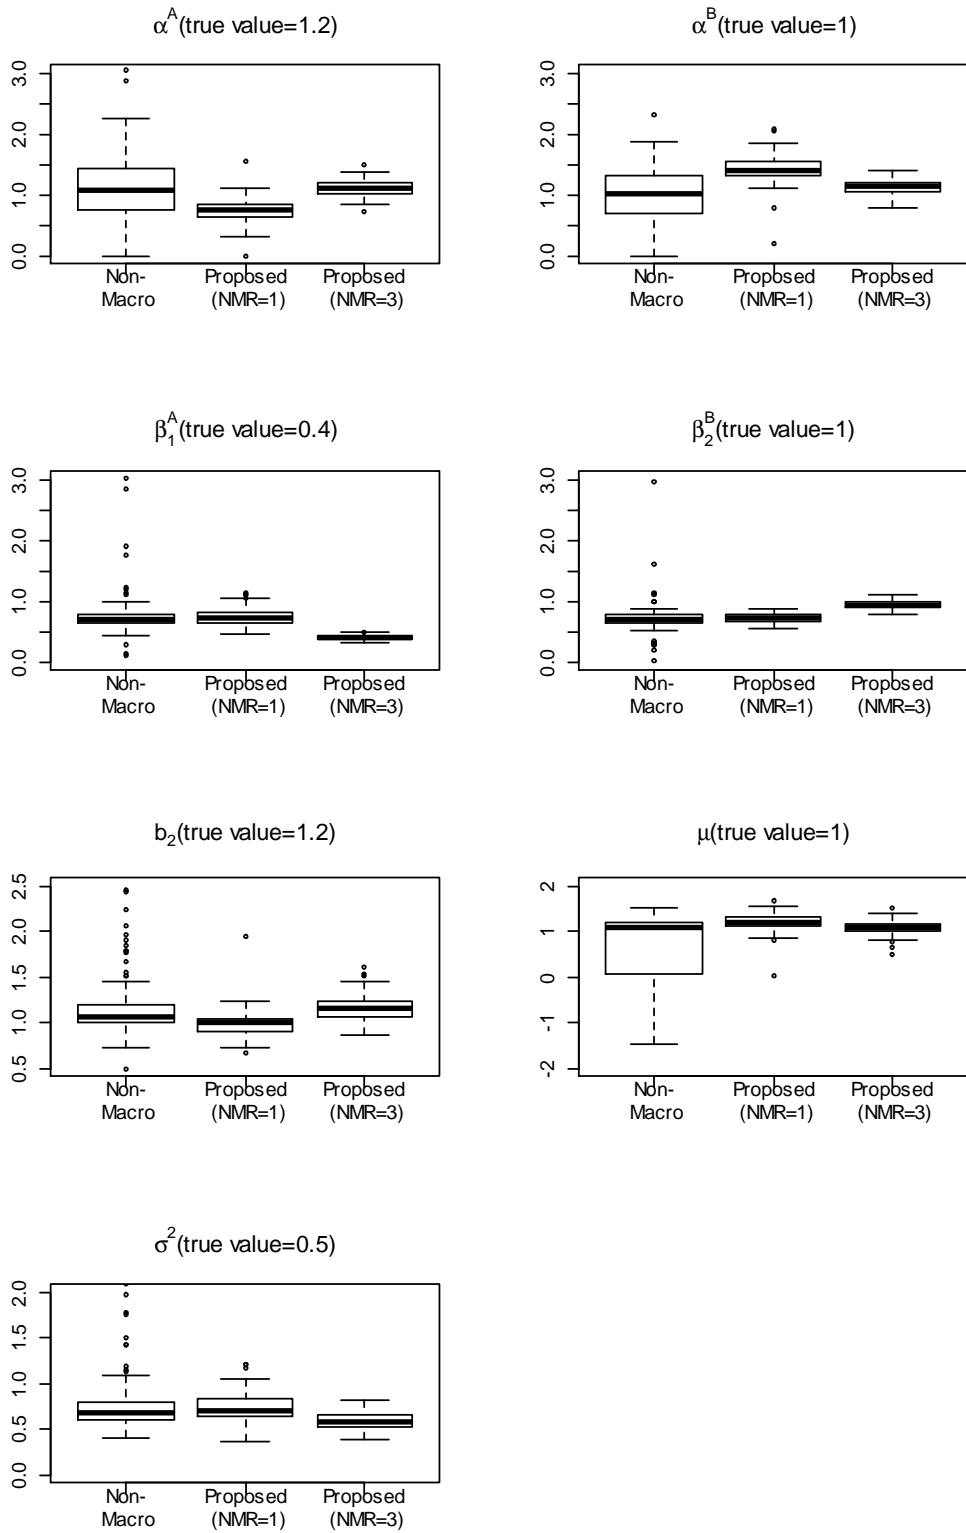 α^A(true value=1.2)
3.0
2.0
1.0
0.0
Non-Macro
Proposed (NMR=1)
Proposed (NMR=3)
α^B(true value=1)
3.0
2.0
1.0
0.0
Non-Macro
Proposed (NMR=1)
Proposed (NMR=3)
β_1^A(true value=0.4)
3.0
2.0
1.0
0.0
Non-Macro
Proposed (NMR=1)
Proposed (NMR=3)
β_2^B(true value=1)
3.0
2.0
1.0
0.0
Non-Macro
Proposed (NMR=1)
Proposed (NMR=3)
b_2(true value=1.2)
2.5
2.0
1.5
1.0
0.5
Non-Macro
Proposed (NMR=1)
Proposed (NMR=3)
μ(true value=1)
2
1
0
-1
-2
Non-Macro
Proposed (NMR=1)
Proposed (NMR=3)
σ^2(true value=0.5)
2.0
1.5
1.0
0.5
0.0
Non-Macro
Proposed (NMR=1)
Proposed (NMR=3)